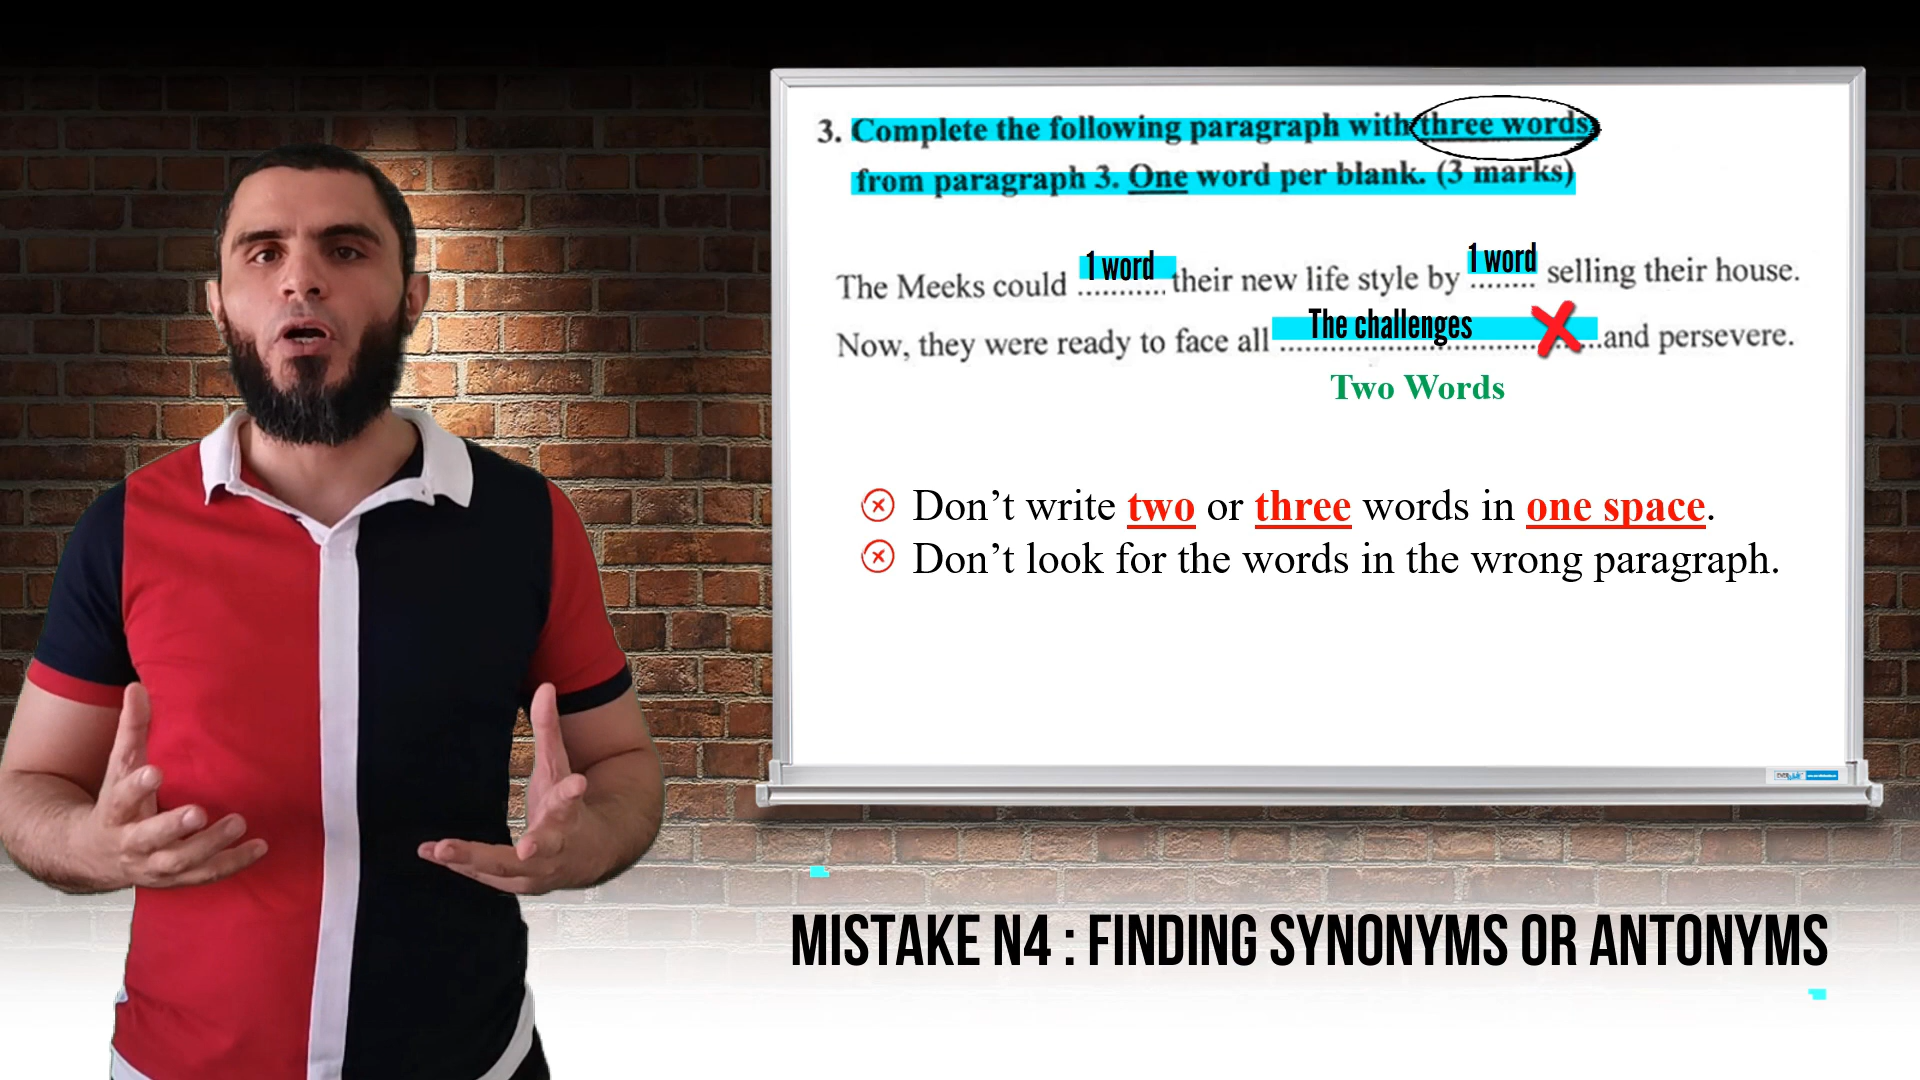 3. Complete the following paragraph with three words
from paragraph 3. One word per blank. (3 marks)
The Meeks could 1 word their new life style by 1 word selling their house.
Now, they were ready to face all The challenges and persevere.
Two Words
Don’t write two or three words in one space.
Don’t look for the words in the wrong paragraph.
MISTAKE N4 : FINDING SYNONYMS OR ANTONYMS